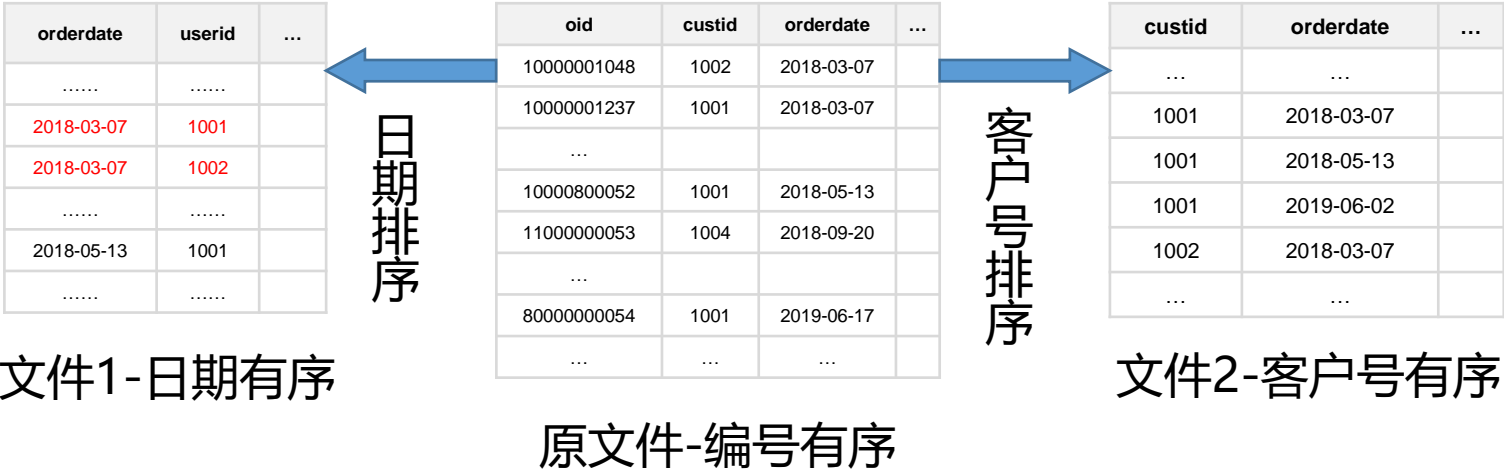 orderdate userid …
…… ……
2018-03-07 1001
2018-03-07 1002
…… ……
2018-05-13 1001
…… ……
文件1-日期有序
日期排序
oid custid orderdate …
10000001048 1002 2018-03-07
10000001237 1001 2018-03-07
…
10000800052 1001 2018-05-13
11000000053 1004 2018-09-20
…
80000000054 1001 2019-06-17
… … …
原文件-编号有序
客户号排序
custid orderdate …
… …
1001 2018-03-07
1001 2018-05-13
1001 2019-06-02
1002 2018-03-07
… …
文件2-客户号有序